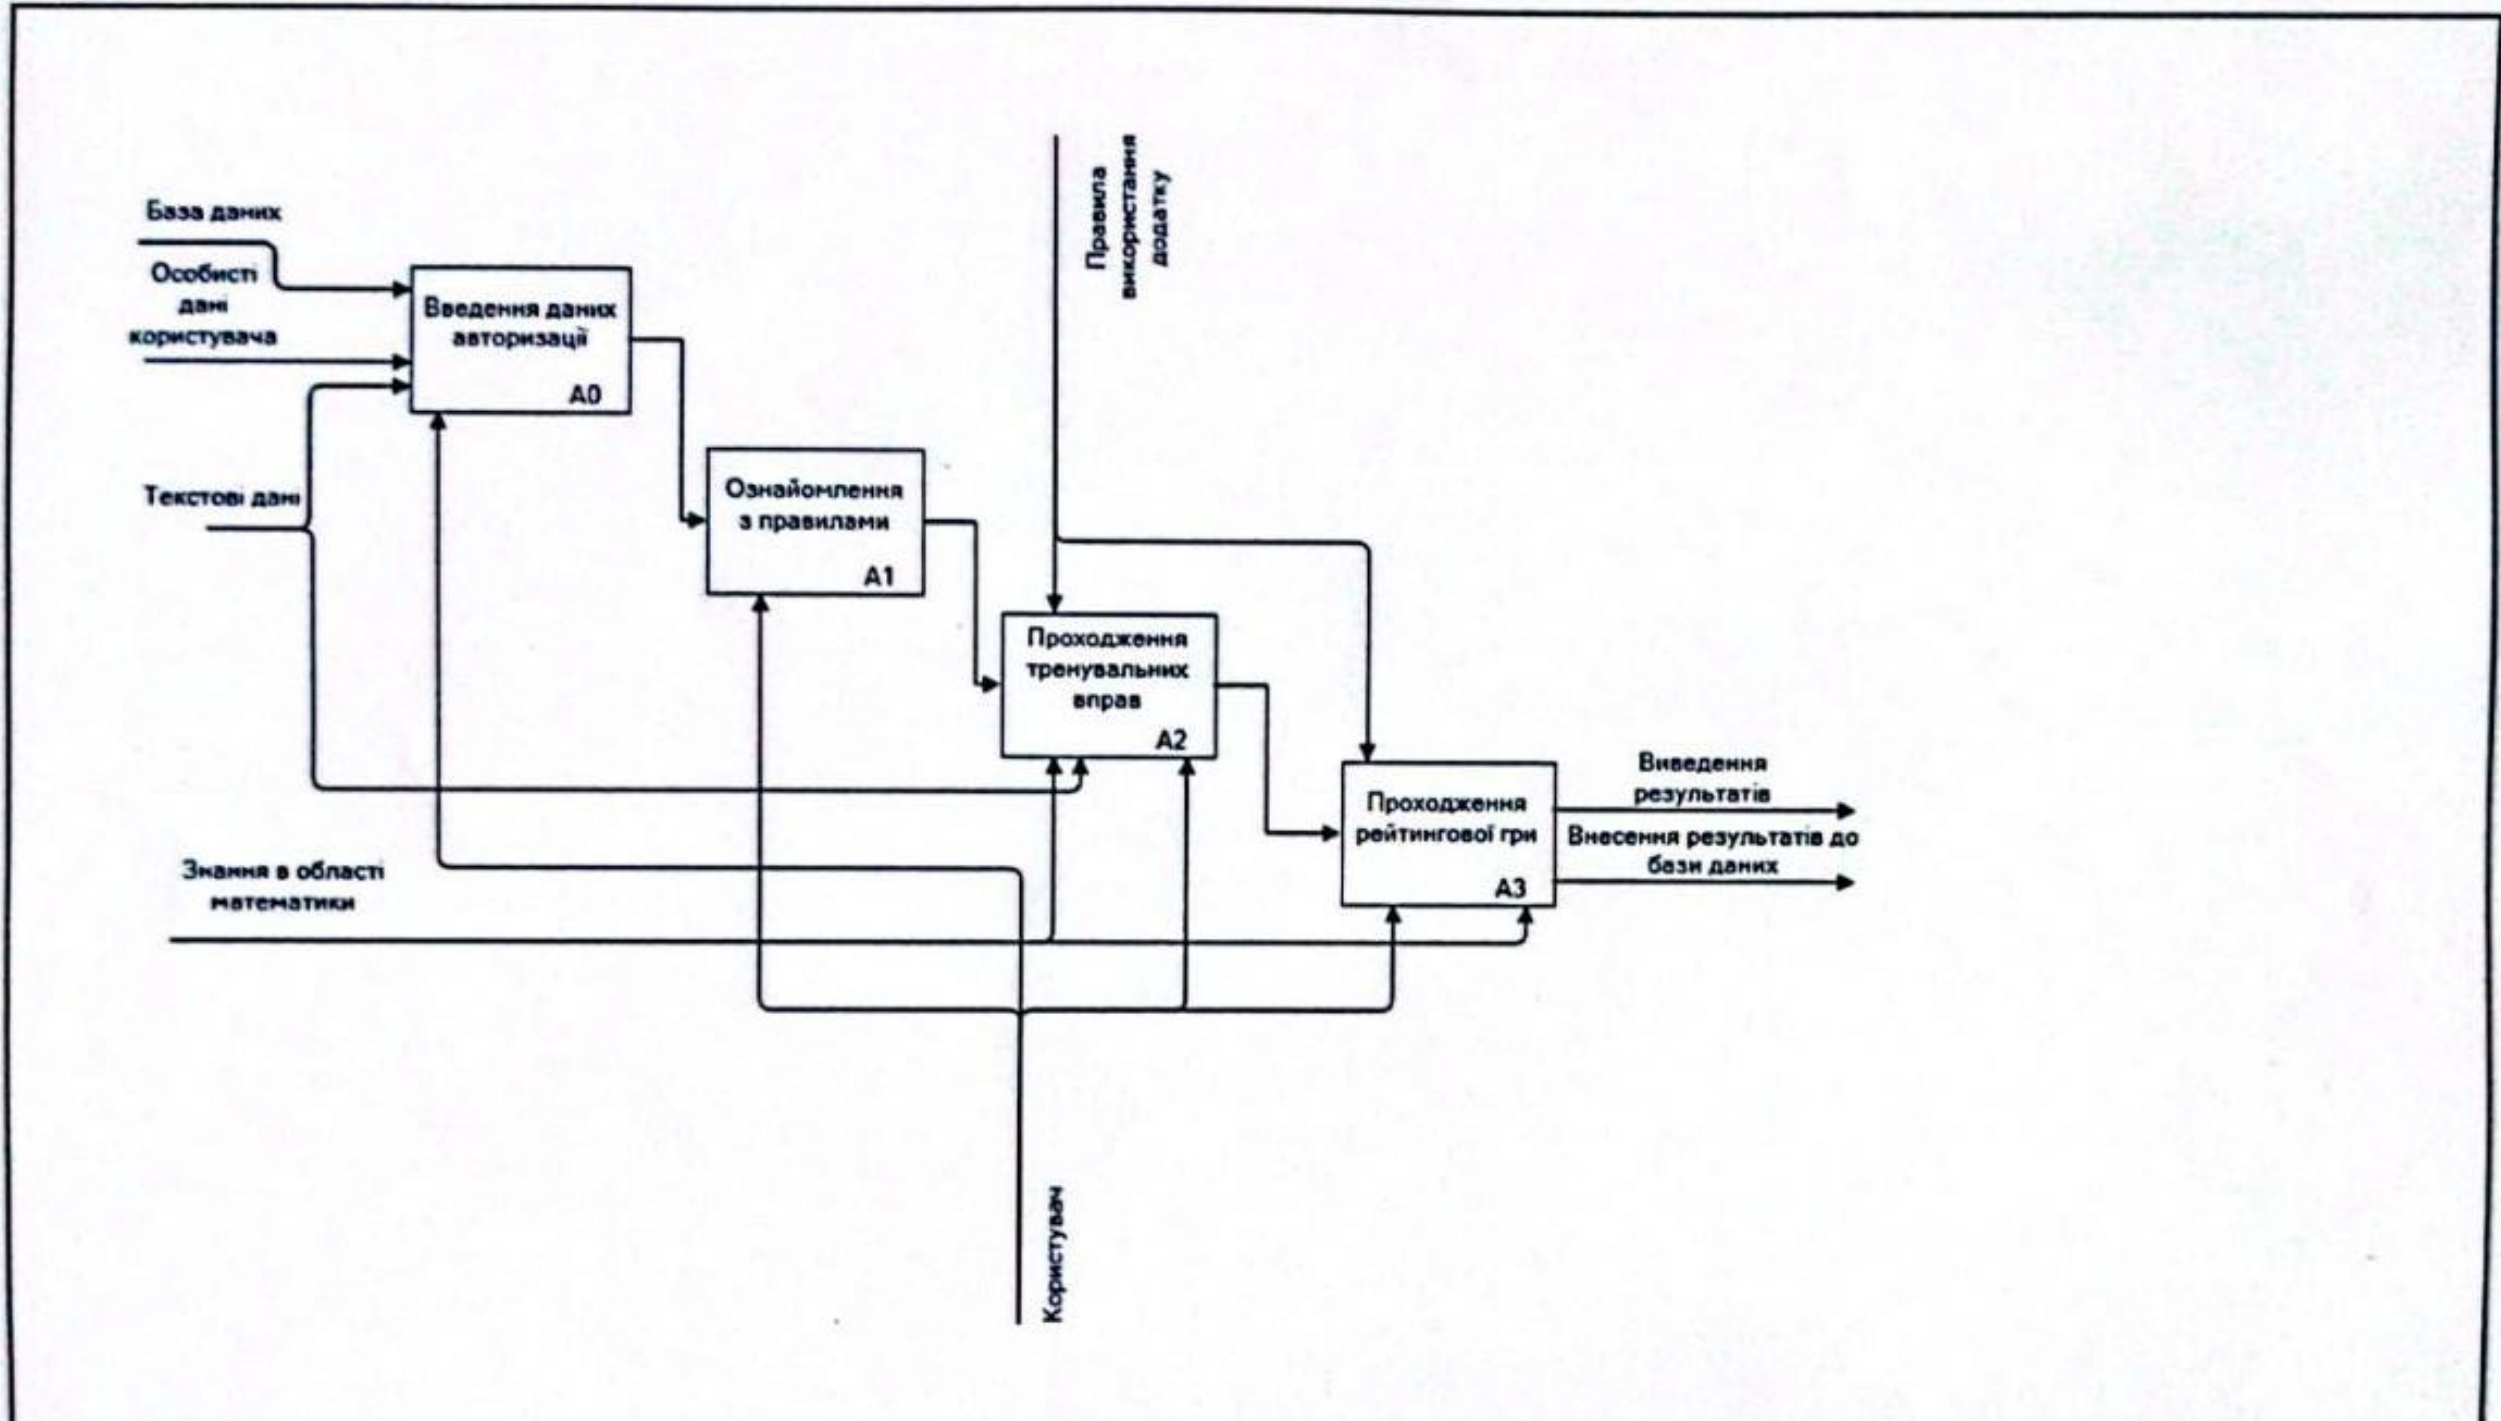 База даних
Особисті
дані
користувача
Введення даних
авторизації
A0
Правила
використання
додатку
Текстові дані
Ознайомлення
з правилами
A1
Проходження
тренувальних
вправ
A2
Проходження
рейтингової гри
A3
Виведення
результатів
Внесення результатів до
бази даних
Знання в області
математики
Користувач